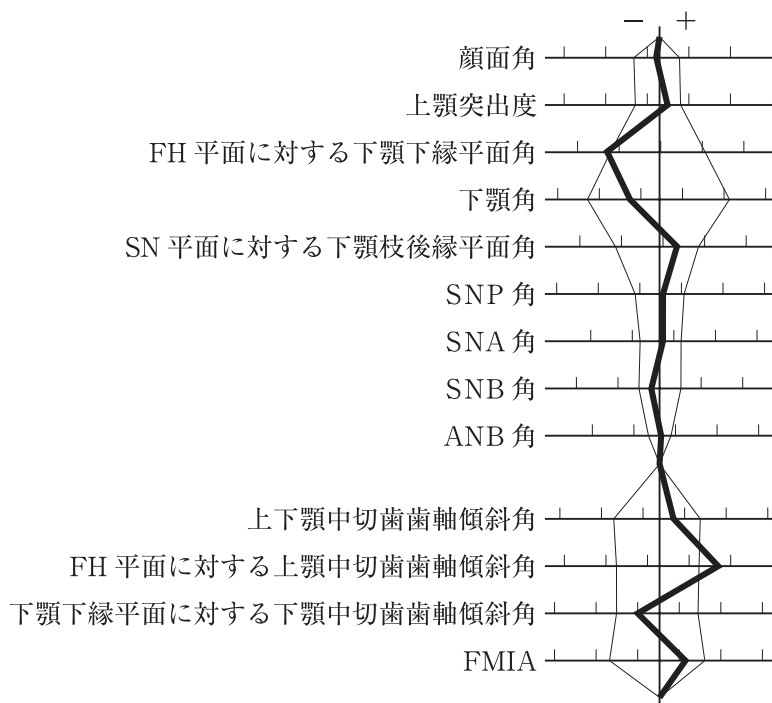 − +
顔面角
上顎突出度
FH 平面に対する下顎下縁平面角
下顎角
SN 平面に対する下顎枝後縁平面角
SNP 角
SNA 角
SNB 角
ANB 角
上下顎中切歯歯軸傾斜角
FH 平面に対する上顎中切歯歯軸傾斜角
下顎下縁平面に対する下顎中切歯歯軸傾斜角
FMIA